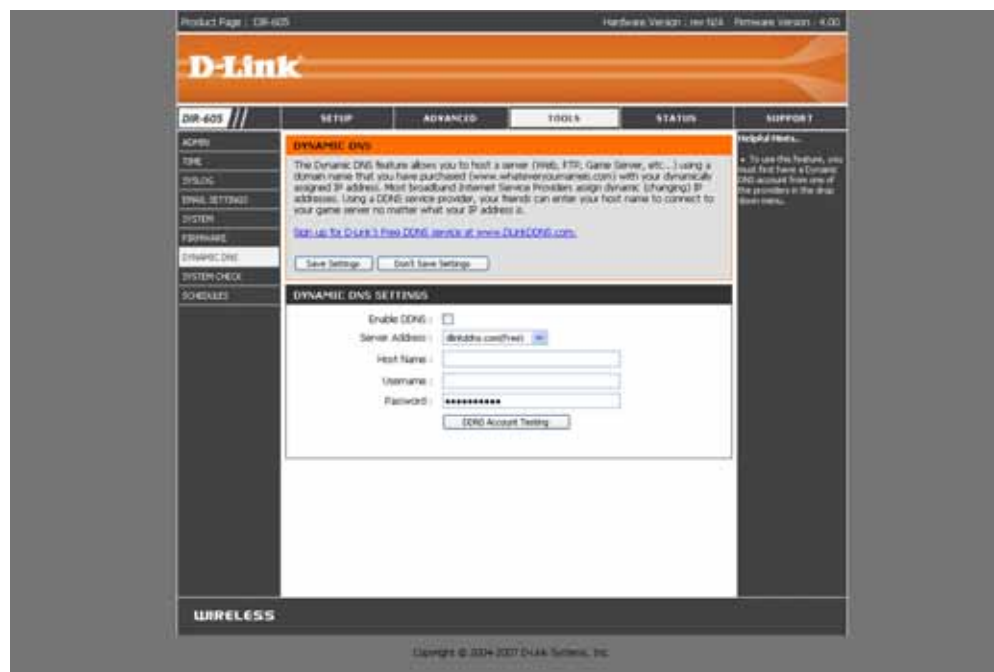 Product Page : DIR-605 Hardware Version : rev N/A Firmware Version : 4.00
D-Link
DIR-605 SETUP ADVANCED TOOLS STATUS SUPPORT
ADMIN
TIME
SYSLOG
EMAIL SETTINGS
SYSTEM
FIRMWARE
DYNAMIC DNS
SYSTEM CHECK
SCHEDULES
DYNAMIC DNS
The Dynamic DNS feature allows you to host a server (Web, FTP, Game Server, etc...) using a
domain name that you have purchased (www.whateveryournameis.com) with your dynamically
assigned IP address. Most broadband Internet Service Providers assign dynamic (changing) IP
addresses. Using a DDNS service provider, your friends can enter your host name to connect to
your game server no matter what your IP address is.
Sign up for D-Link's Free DDNS service at www.DLinkDDNS.com.
Save Settings Don't Save Settings
DYNAMIC DNS SETTINGS
Enable DDNS :
Server Address : dlinkddns.com(Free)
Host Name :
Username :
Password : ••••••••••
DDNS Account Testing
Helpful Hints...
• To use this feature, you
must first have a Dynamic
DNS account from one of
the providers in the drop
down menu.
WIRELESS
Copyright © 2004-2007 D-Link Systems, Inc.